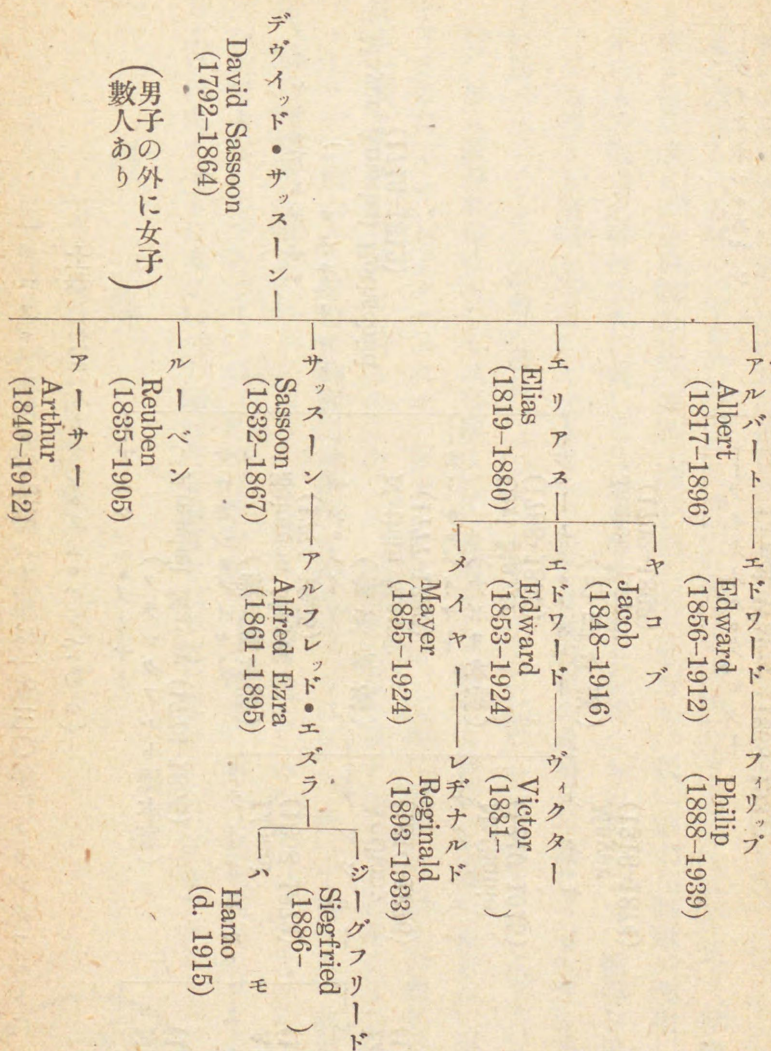 デヴィッド・サッスーン
David Sassoon
(1792-1864)
(男子の外に女子
數人あり)
アルバート
Albert
(1817-1896)
エドワード
Edward
(1856-1912)
フィリップ
Philip
(1888-1939)
エリアス
Elias
(1819-1880)
ヤコブ
Jacob
(1848-1916)
エドワード
Edward
(1853-1924)
ヴィクター
Victor
(1881- )
メイヤー
Mayer
(1855-1924)
レヂナルド
Reginald
(1893-1933)
サッスーン
Sassoon
(1832-1867)
アルフレッド・エズラ
Alfred Ezra
(1861-1895)
ジーグフリード
Siegfried
(1886- )
ハモ
Hamo
(d. 1915)
ルーベン
Reuben
(1835-1905)
アーサー
Arthur
(1840-1912)